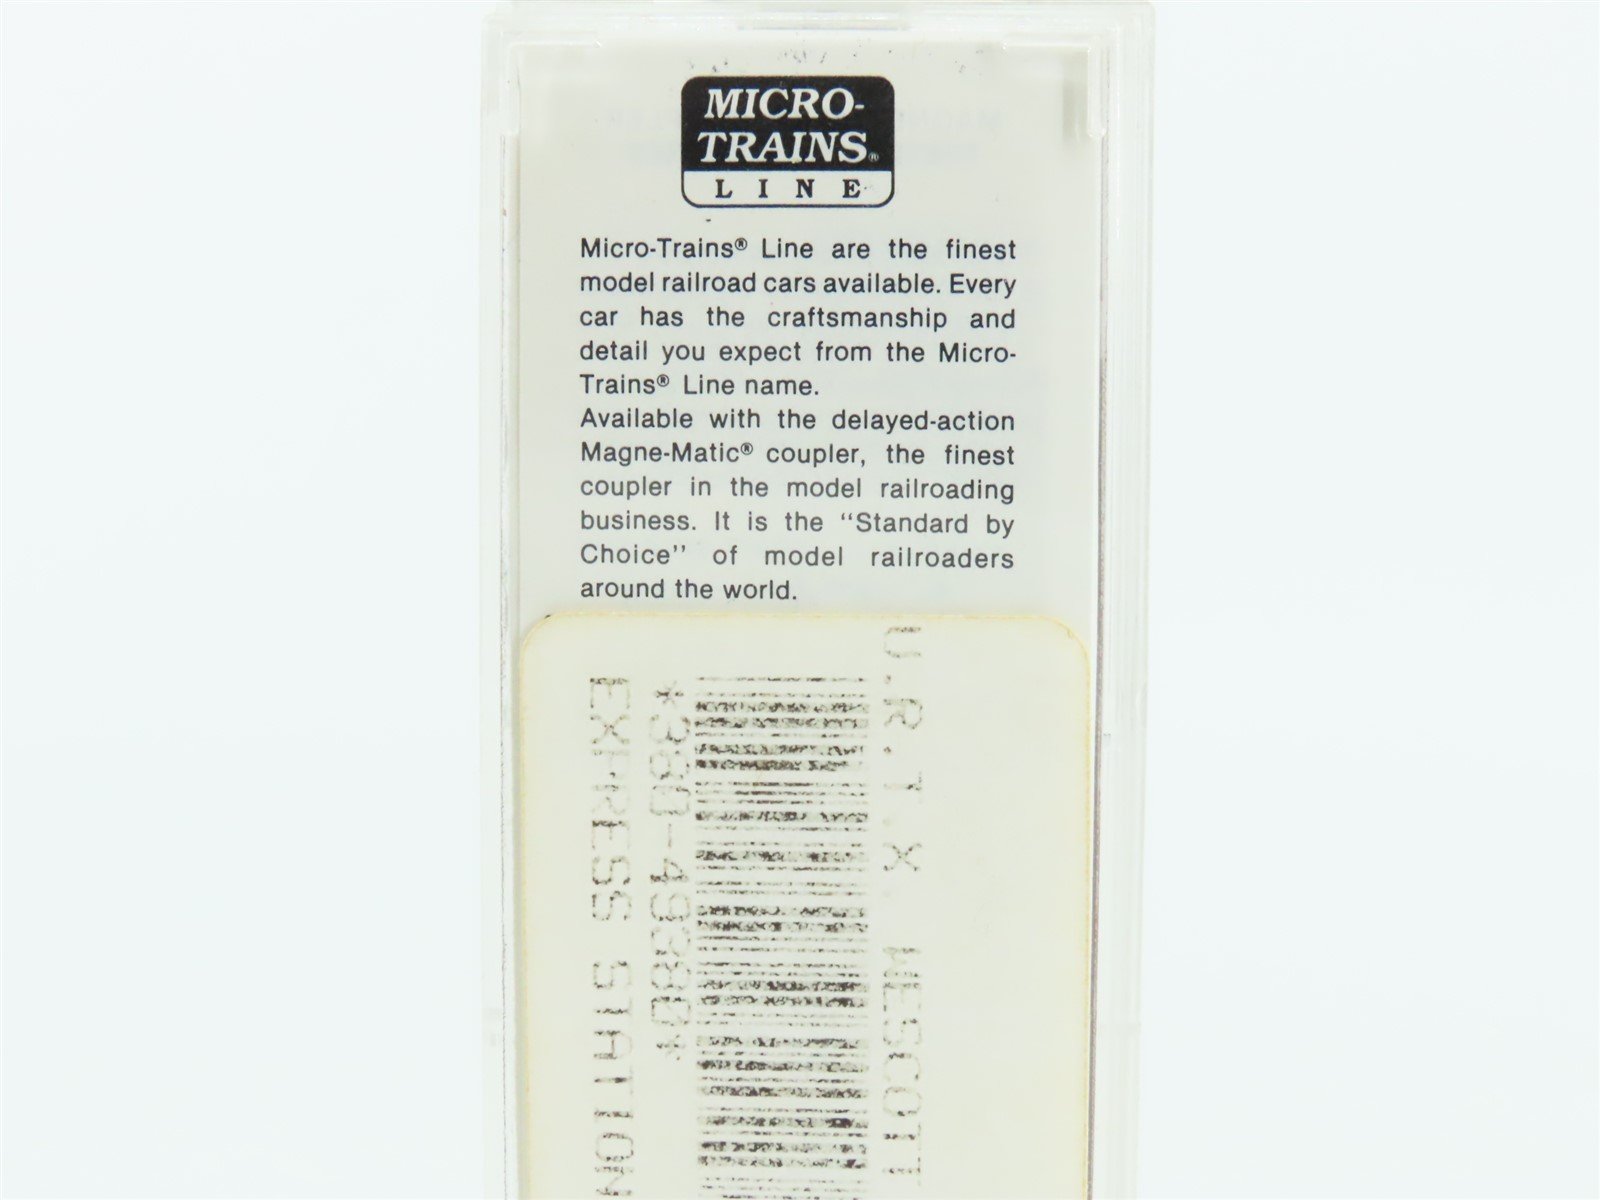 MICRO-
TRAINS®
LINE
Micro-Trains® Line are the finest
model railroad cars available. Every
car has the craftsmanship and
detail you expect from the Micro-
Trains® Line name.
Available with the delayed-action
Magne-Matic® coupler, the finest
coupler in the model railroading
business. It is the “Standard by
Choice” of model railroaders
around the world.
U.R.T.X. WESCOTT
*380-49380*
EXPRESS STATION